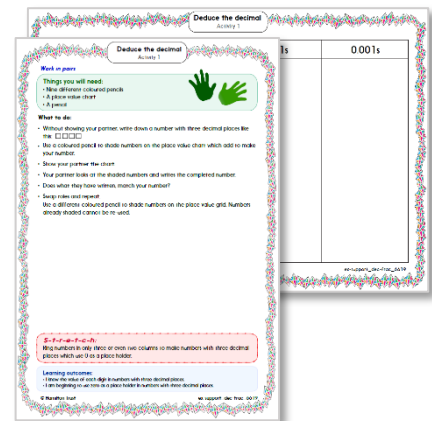 Deduce the decimal
Activity 1
1s
0.001s
Deduce the decimal
Activity 1
Work in pairs
Things you will need:
• Nine different coloured pencils
• A place value chart
• A pencil
What to do:
• Without showing your partner, write down a number with three decimal places like
this □.□□□
• Use a coloured pencil to shade numbers on the place value chart which add to make
your number.
• Show your partner the chart.
• Your partner looks at the shaded numbers and writes the completed number.
• Does what they have written, match your number?
• Swap roles and repeat.
Use a different coloured pencil to shade numbers on the place value grid. Numbers
already shaded cannot be re used.
S-t-r-e-t-c-h:
Ring numbers in only three or even two columns to make numbers with three decimal
places which use 0 as a place holder.
Learning outcomes:
• I know the value of each digit in numbers with three decimal places.
• I am beginning to use zero as a place holder in numbers with three decimal places.
© Hamilton Trust